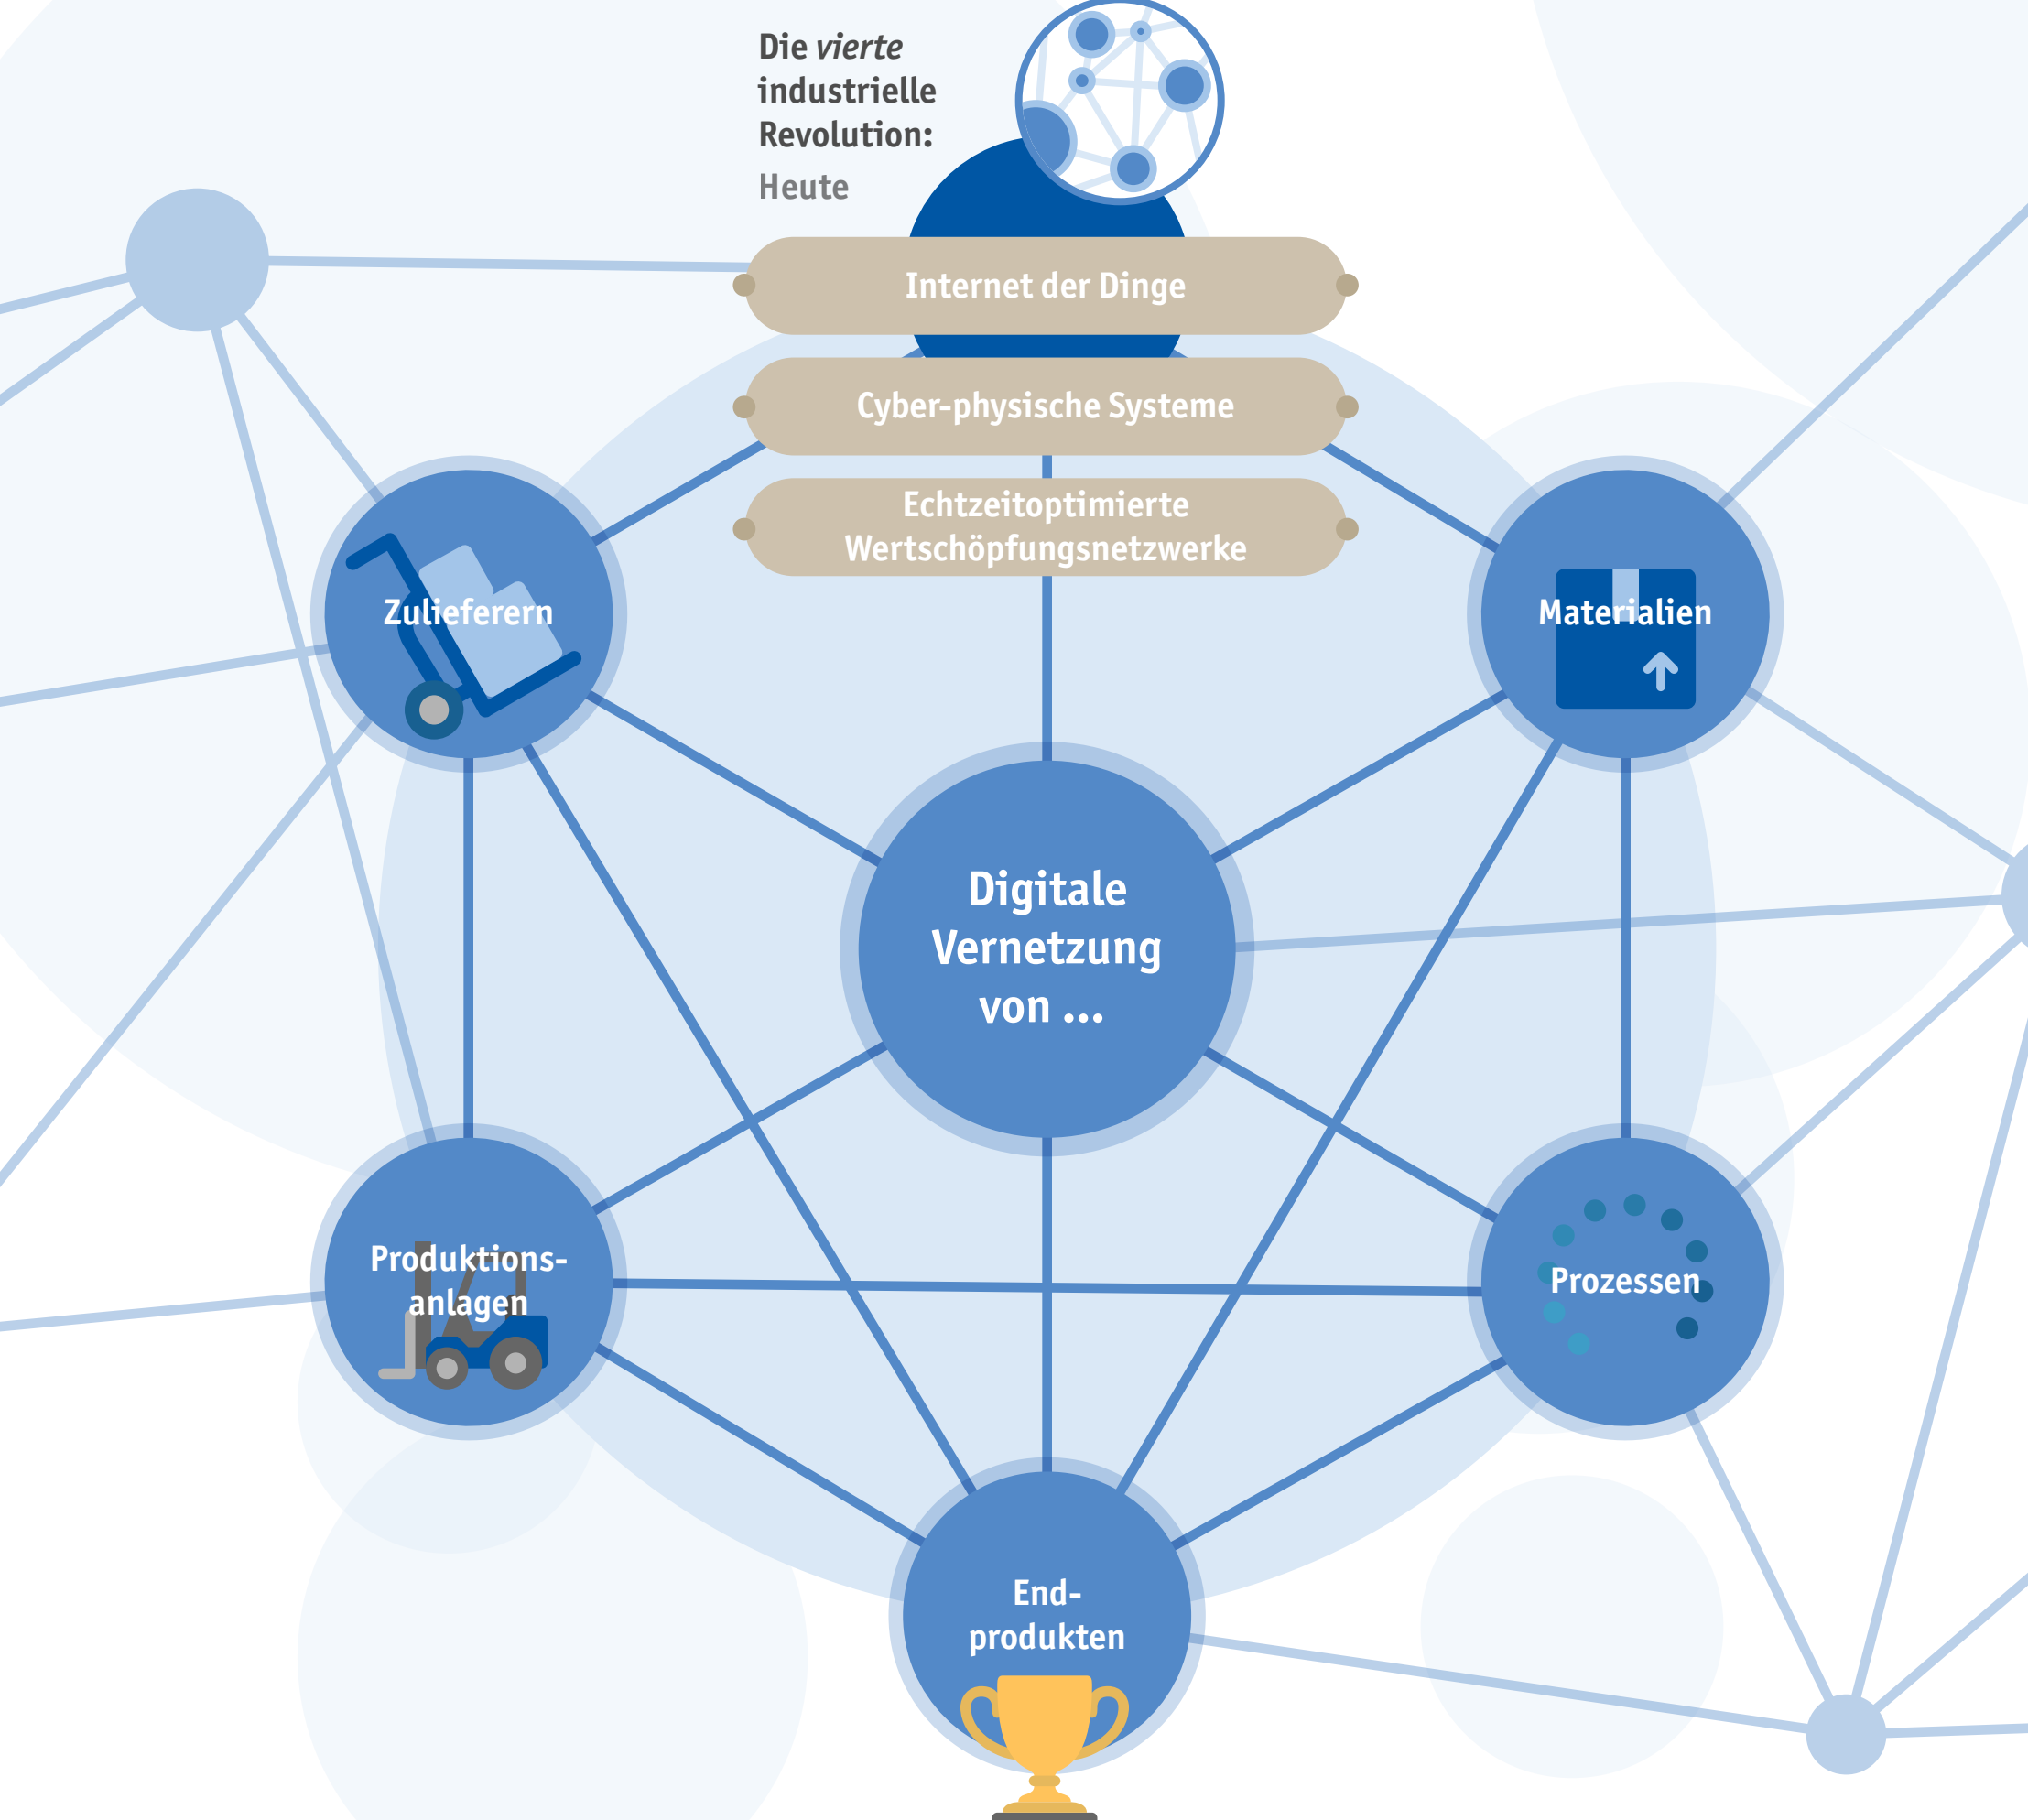 Die vierte
industrielle
Revolution:
Heute
Internet der Dinge
Cyber-physische Systeme
Echtzeitoptimierte
Wertschöpfungsnetzwerke
Zulieferern
Materialien
Digitale
Vernetzung
von ...
Produktions-
anlagen
Prozessen
End-
produkten